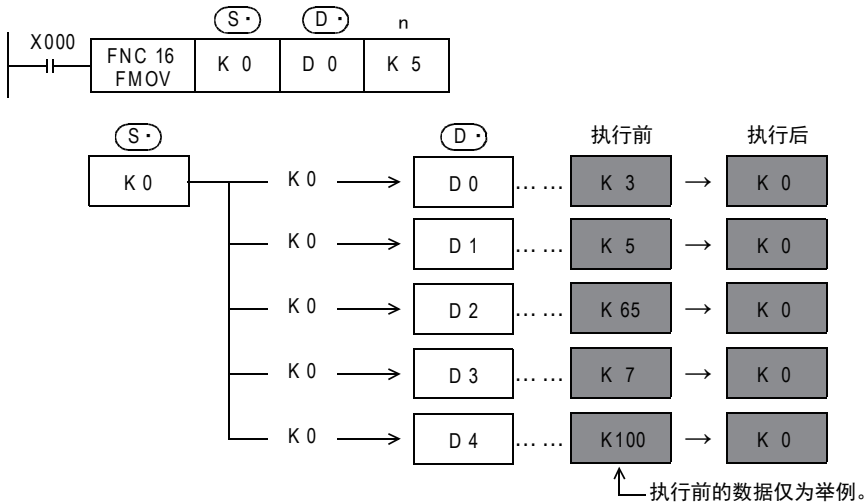 S· D· n
X000
FNC 16 K 0 D 0 K 5
FMOV
S· D· 执行前 执行后
K 0 K 0 → D 0 …… K 3 → K 0
K 0 → D 1 …… K 5 → K 0
K 0 → D 2 …… K 65 → K 0
K 0 → D 3 …… K 7 → K 0
K 0 → D 4 …… K100 → K 0
执行前的数据仅为举例。